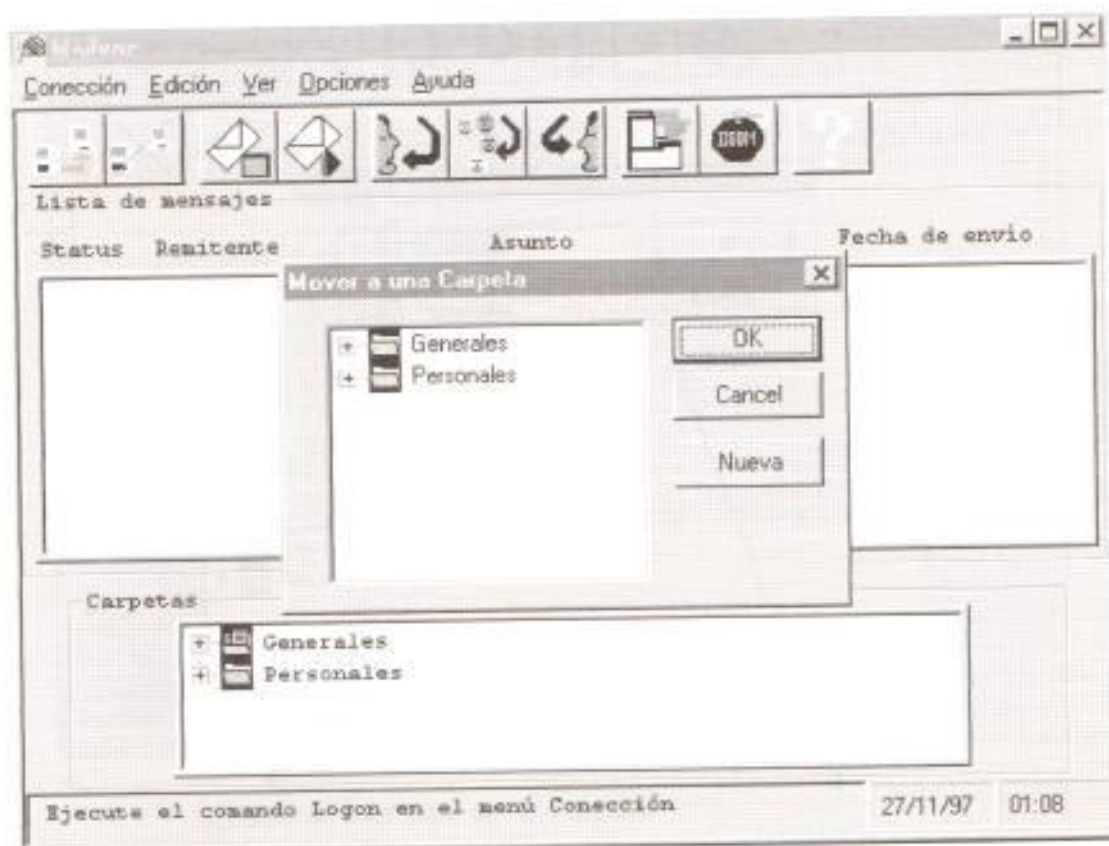 Conección Edición Ver Opciones Ayuda
Lista de mensajes
Status Remitente Asunto Fecha de envio
Mover a una Carpeta
Generales
Personales
OK
Cancel
Nueva
Carpetas
Generales
Personales
Ejecute el comando Logon en el menú Conección 27/11/97 01:08